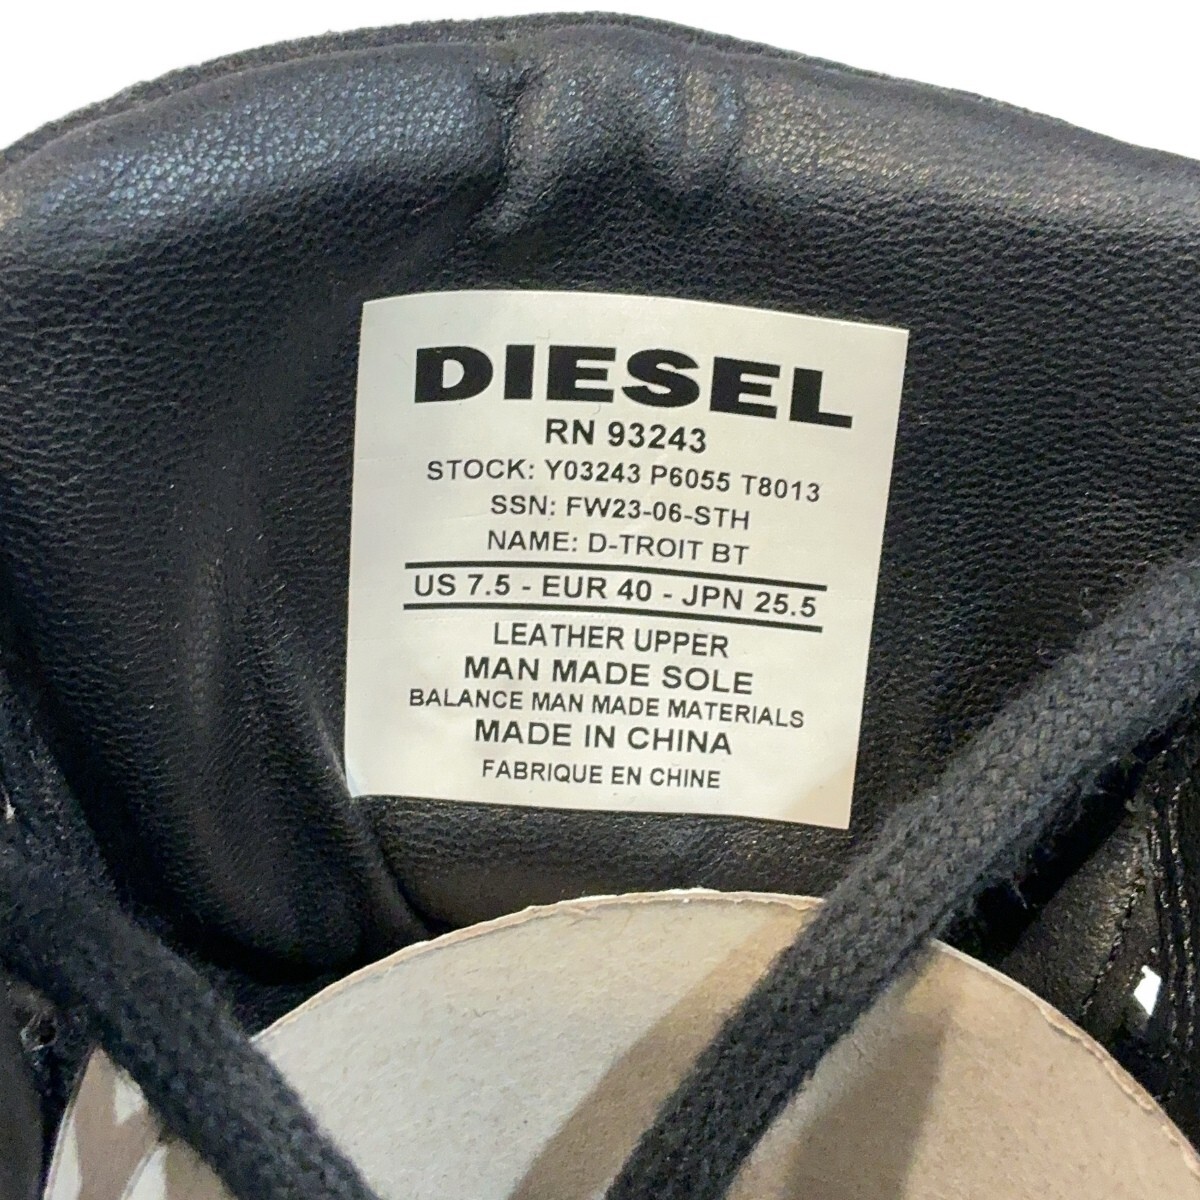 DIESEL
RN 93243
STOCK: Y03243 P6055 T8013
SSN: FW23-06-STH
NAME: D-TROIT BT
US 7.5 - EUR 40 - JPN 25.5
LEATHER UPPER
MAN MADE SOLE
BALANCE MAN MADE MATERIALS
MADE IN CHINA
FABRIQUE EN CHINE